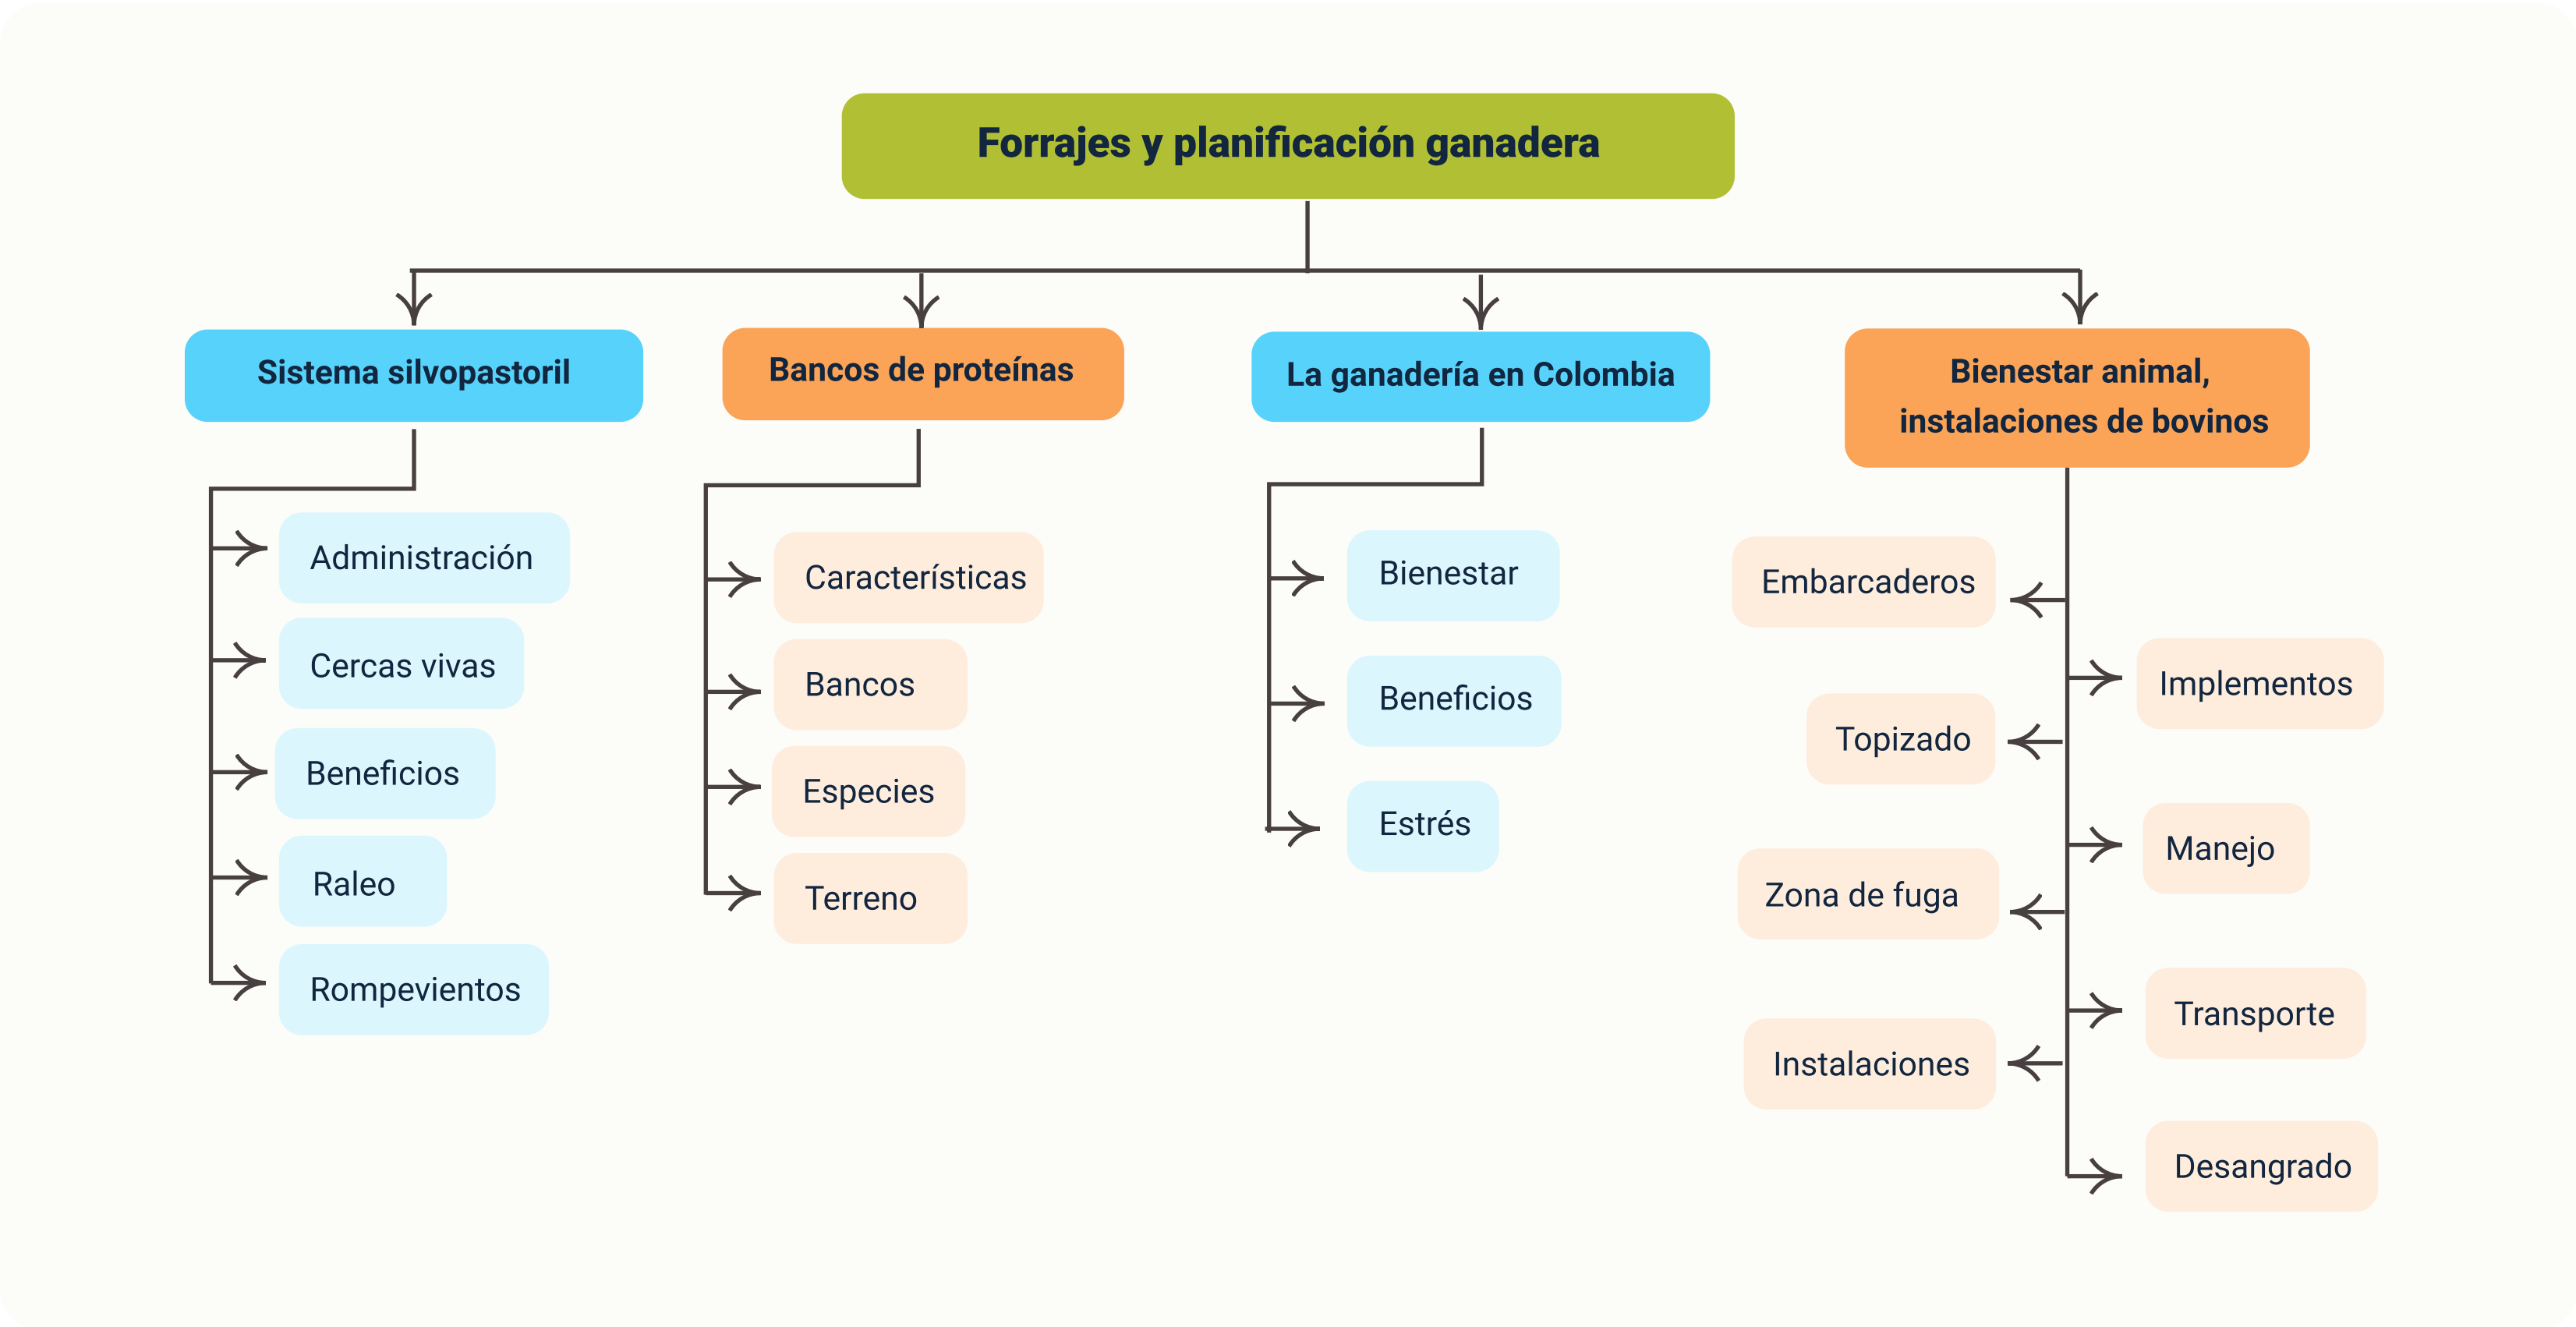 Forrajes y planificación ganadera
Sistema silvopastoril
Administración
Cercas vivas
Beneficios
Raleo
Rompevientos
Bancos de proteínas
Características
Bancos
Especies
Terreno
La ganadería en Colombia
Bienestar
Beneficios
Estrés
Bienestar animal,
instalaciones de bovinos
Embarcaderos
Implementos
Topizado
Manejo
Zona de fuga
Transporte
Instalaciones
Desangrado